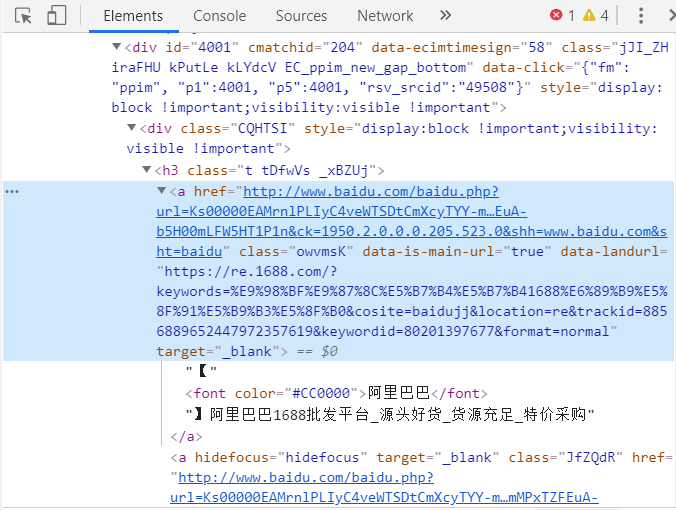 Elements Console Sources Network » 1 4
<div id="4001" cmatchid="204" data-ecimtimesign="58" class="jJI_ZH
iraFHU kPutLe kLYdcV EC_ppim_new_gap_bottom" data-click="{"fm":
"ppim", "p1":4001, "p5":4001, "rsv_srcid":"49508"}" style="display:
block !important;visibility:visible !important">
<div class="CQHTSI" style="display:block !important;visibility:
visible !important">
<h3 class="t tDfwVs _xBZUj">
<a href="http://www.baidu.com/baidu.php?
url=Ks00000EAMrnlPLIyC4veWTSDtCmXcyTYY-m…EuA-
b5H00mLFW5HT1P1n&ck=1950.2.0.0.0.205.523.0&shh=www.baidu.com&s
ht=baidu" class="owvmsK" data-is-main-url="true" data-landurl=
"https://re.1688.com/?
keywords=%E9%98%BF%E9%87%8C%E5%B7%B4%E5%B7%B41688%E6%89%B9%E5%
8F%91%E5%B9%B3%E5%8F%B0&cosite=baidujj&location=re&trackid=885
6889652447972357619&keywordid=80201397677&format=normal"
target="_blank"> == $0
"【"
<font color="#CC0000">阿里巴巴</font>
"】阿里巴巴1688批发平台_源头好货_货源充足_特价采购"
</a>
<a hidefocus="hidefocus" target="_blank" class="JfZQdR" href=
"http://www.baidu.com/baidu.php?
url=Ks00000EAMrnlPLIyC4veWTSDtCmXcyTYY-m…mMPxTZFEuA-